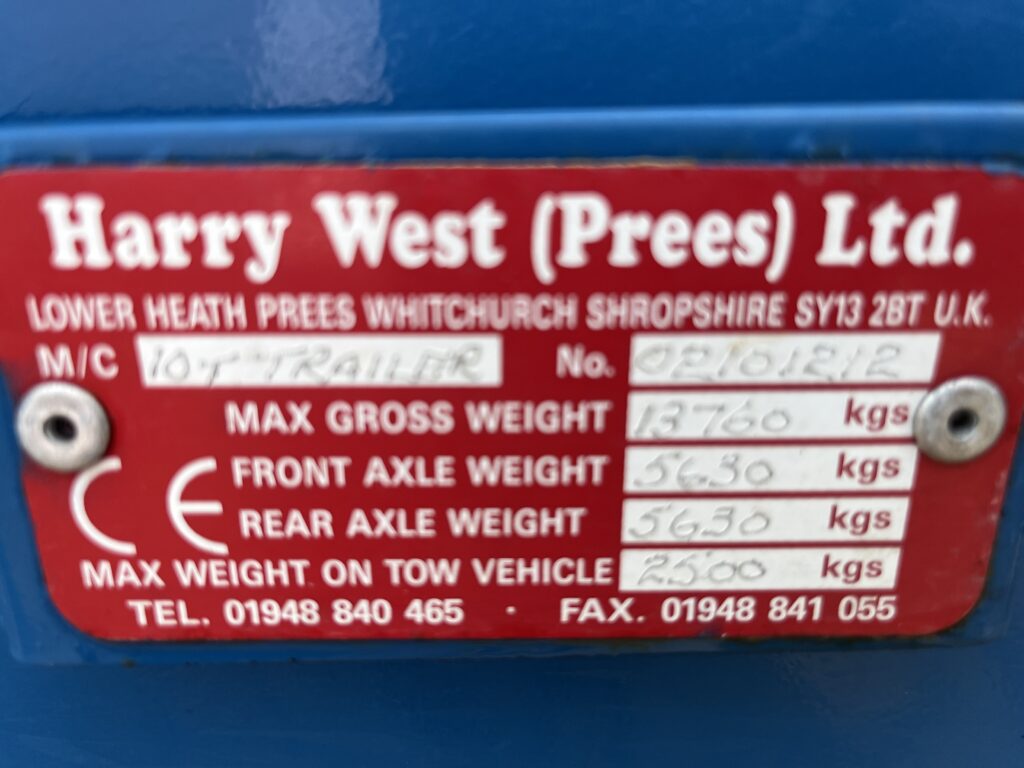 Harry West (Prees) Ltd.
LOWER HEATH PREES WHITCHURCH SHROPSHIRE SY13 2BT U.K.
M/C 10T TRAILER No. 02101212
MAX GROSS WEIGHT 13760 kgs
CE FRONT AXLE WEIGHT 5630 kgs
REAR AXLE WEIGHT 5630 kgs
MAX WEIGHT ON TOW VEHICLE 2500 kgs
TEL. 01948 840 465 · FAX. 01948 841 055